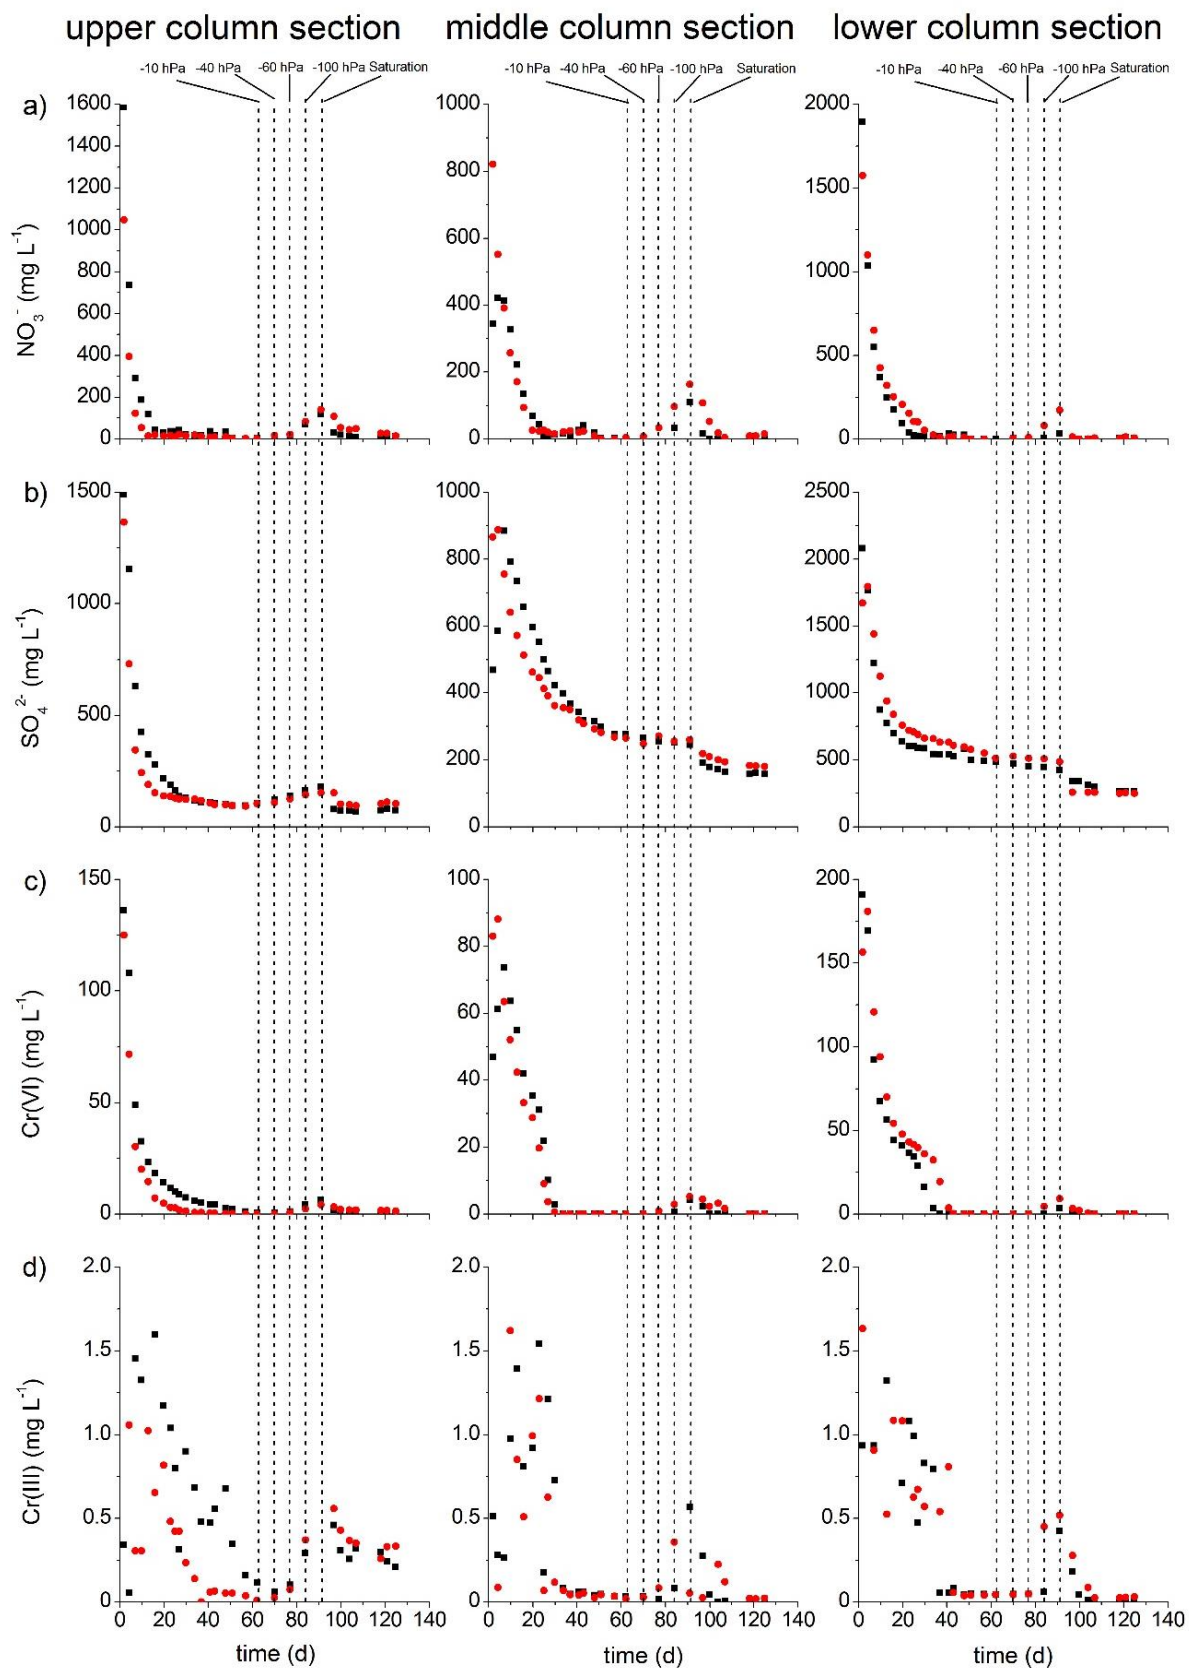 upper column section middle column section lower column section
-10 hPa -40 hPa -60 hPa -100 hPa Saturation -10 hPa -40 hPa -60 hPa -100 hPa Saturation -10 hPa -40 hPa -60 hPa -100 hPa Saturation
a)
NO₃⁻ (mg L⁻¹)
1600 1400 1200 1000 800 600 400 200 0
1000 800 600 400 200 0
2000 1500 1000 500 0
b)
SO₄²⁻ (mg L⁻¹)
1500 1000 500 0
1000 800 600 400 200 0
2500 2000 1500 1000 500 0
c)
Cr(VI) (mg L⁻¹)
150 100 50 0
100 80 60 40 20 0
200 150 100 50 0
d)
Cr(III) (mg L⁻¹)
2.0 1.5 1.0 0.5 0
2.0 1.5 1.0 0.5 0
2.0 1.5 1.0 0.5 0
0 20 40 60 80 100 120 140 0 20 40 60 80 100 120 140 0 20 40 60 80 100 120 140
time (d) time (d) time (d)